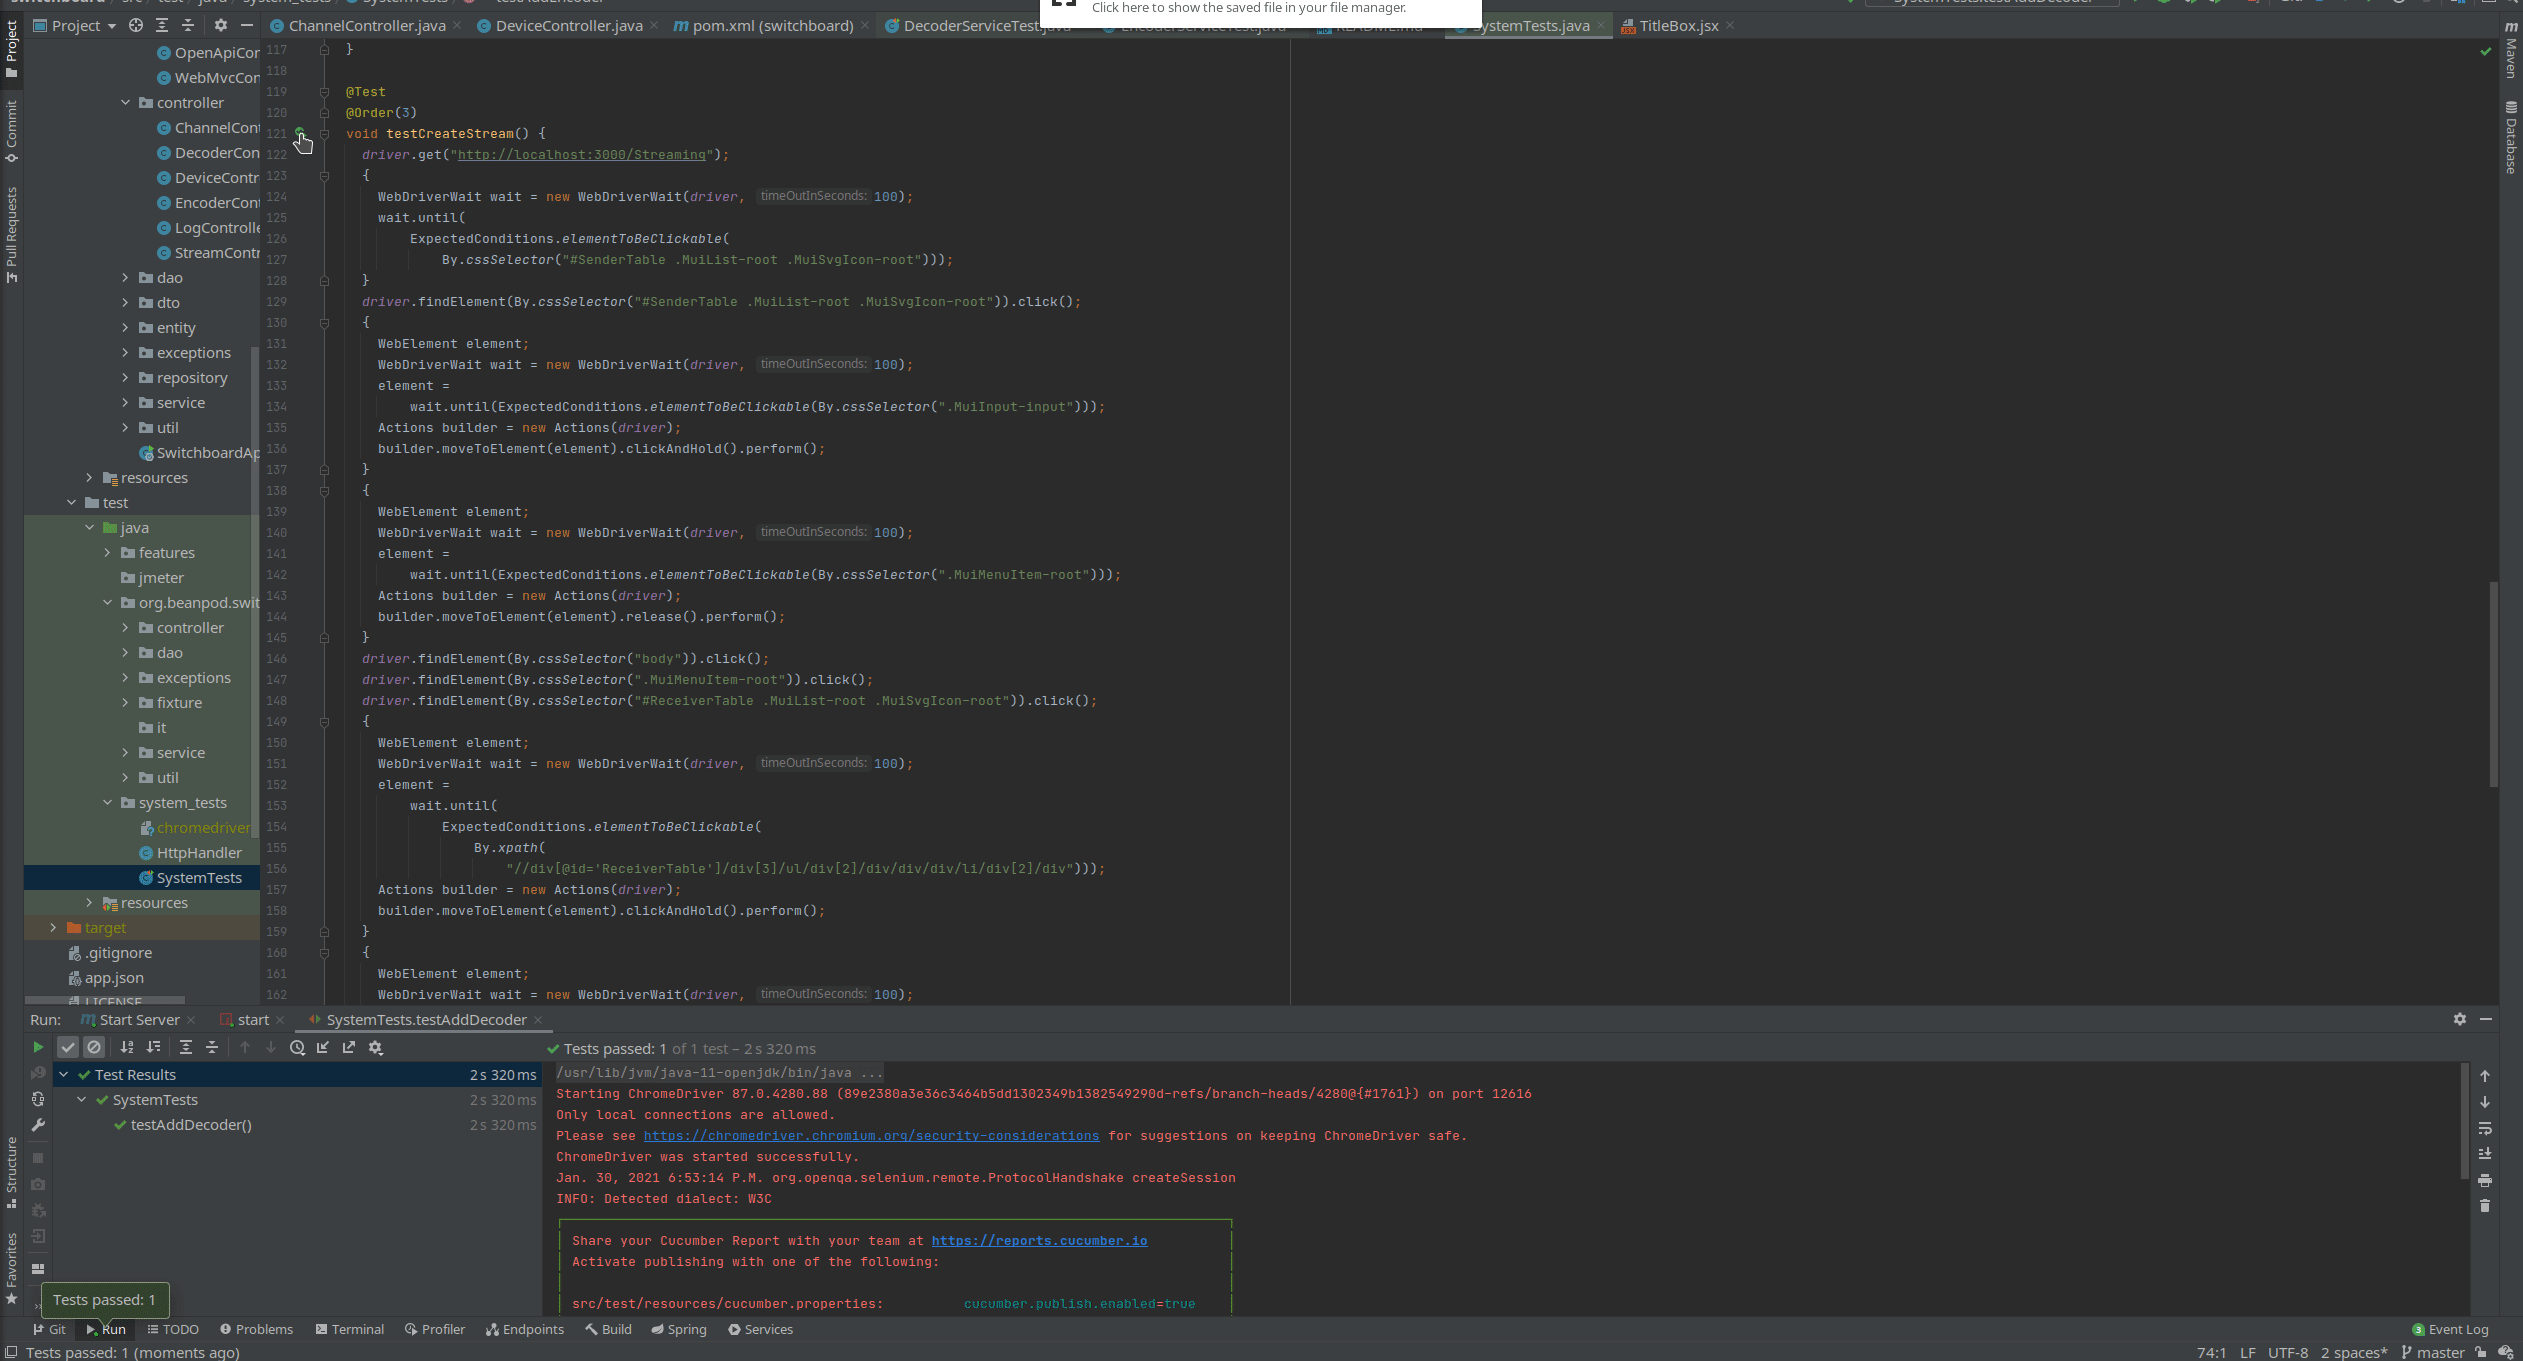 Click here to show the saved file in your file manager.
Project
ChannelController.java
DeviceController.java
pom.xml (switchboard)
DecoderServiceTest.java
EncoderServiceTest.java
README.md
SystemTests.java
TitleBox.jsx
Project
Commit
Pull Requests
Structure
Favorites
Maven
Database
OpenApiCon
WebMvcCon
controller
ChannelCont
DecoderCon
DeviceContr
EncoderCont
LogControlle
StreamContr
dao
dto
entity
exceptions
repository
service
util
SwitchboardAp
resources
test
java
features
jmeter
org.beanpod.swit
controller
dao
exceptions
fixture
it
service
util
system_tests
chromedriver
HttpHandler
SystemTests
resources
target
.gitignore
app.json
LICENSE
117 }
118
119 @Test
120 @Order(3)
121 void testCreateStream() {
122 driver.get("http://localhost:3000/Streaming");
123 {
124 WebDriverWait wait = new WebDriverWait(driver, timeOutInSeconds: 100);
125 wait.until(
126 ExpectedConditions.elementToBeClickable(
127 By.cssSelector("#SenderTable .MuiList-root .MuiSvgIcon-root")));
128 }
129 driver.findElement(By.cssSelector("#SenderTable .MuiList-root .MuiSvgIcon-root")).click();
130 {
131 WebElement element;
132 WebDriverWait wait = new WebDriverWait(driver, timeOutInSeconds: 100);
133 element =
134 wait.until(ExpectedConditions.elementToBeClickable(By.cssSelector(".MuiInput-input")));
135 Actions builder = new Actions(driver);
136 builder.moveToElement(element).clickAndHold().perform();
137 }
138 {
139 WebElement element;
140 WebDriverWait wait = new WebDriverWait(driver, timeOutInSeconds: 100);
141 element =
142 wait.until(ExpectedConditions.elementToBeClickable(By.cssSelector(".MuiMenuItem-root")));
143 Actions builder = new Actions(driver);
144 builder.moveToElement(element).release().perform();
145 }
146 driver.findElement(By.cssSelector("body")).click();
147 driver.findElement(By.cssSelector(".MuiMenuItem-root")).click();
148 driver.findElement(By.cssSelector("#ReceiverTable .MuiList-root .MuiSvgIcon-root")).click();
149 {
150 WebElement element;
151 WebDriverWait wait = new WebDriverWait(driver, timeOutInSeconds: 100);
152 element =
153 wait.until(
154 ExpectedConditions.elementToBeClickable(
155 By.xpath(
156 "//div[@id='ReceiverTable']/div[3]/ul/div[2]/div/div/div/li/div[2]/div")));
157 Actions builder = new Actions(driver);
158 builder.moveToElement(element).clickAndHold().perform();
159 }
160 {
161 WebElement element;
162 WebDriverWait wait = new WebDriverWait(driver, timeOutInSeconds: 100);
Run: Start Server start SystemTests.testAddDecoder
Tests passed: 1 of 1 test – 2 s 320 ms
Test Results 2 s 320 ms
SystemTests 2 s 320 ms
testAddDecoder() 2 s 320 ms
/usr/lib/jvm/java-11-openjdk/bin/java ...
Starting ChromeDriver 87.0.4280.88 (89e2380a3e36c3464b5dd1302349b1382549290d-refs/branch-heads/4280@{#1761}) on port 12616
Only local connections are allowed.
Please see https://chromedriver.chromium.org/security-considerations for suggestions on keeping ChromeDriver safe.
ChromeDriver was started successfully.
Jan. 30, 2021 6:53:14 P.M. org.openqa.selenium.remote.ProtocolHandshake createSession
INFO: Detected dialect: W3C
Share your Cucumber Report with your team at https://reports.cucumber.io
Activate publishing with one of the following:
src/test/resources/cucumber.properties: cucumber.publish.enabled=true
Tests passed: 1
Git Run TODO Problems Terminal Profiler Endpoints Build Spring Services 3 Event Log
Tests passed: 1 (moments ago) 74:1 LF UTF-8 2 spaces* master